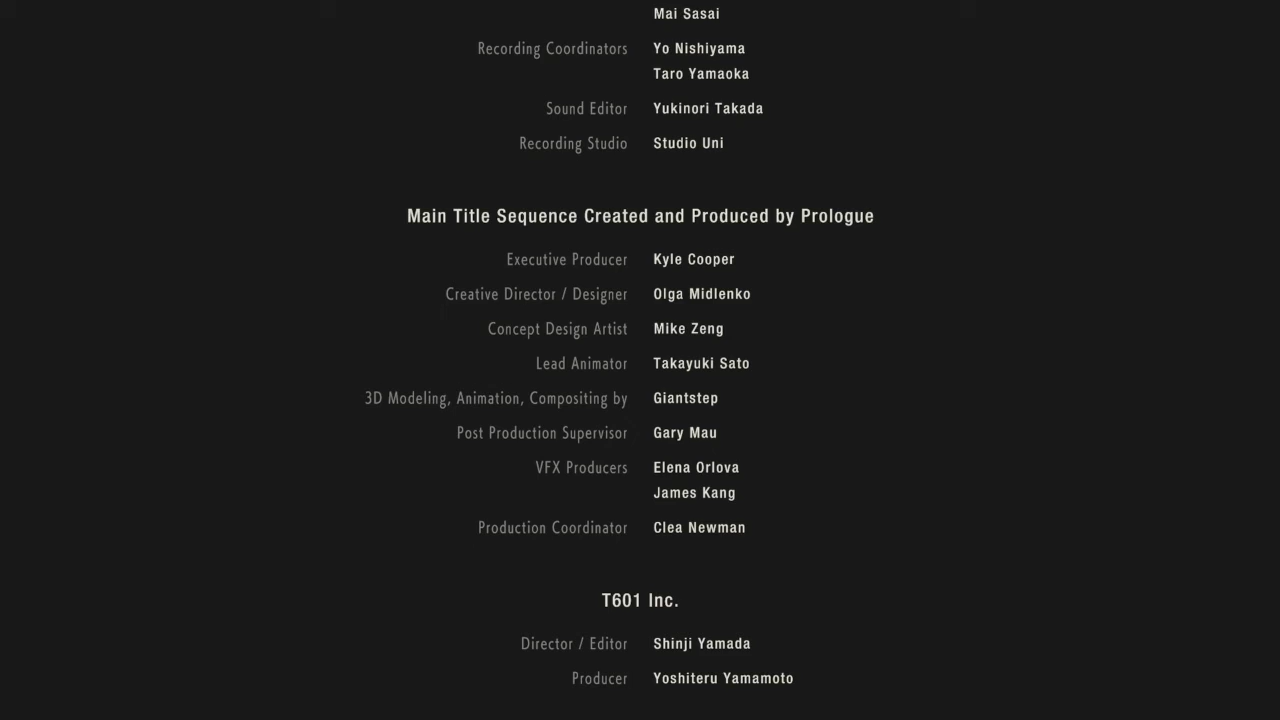 Mai Sasai
Recording Coordinators Yo Nishiyama
Taro Yamaoka
Sound Editor Yukinori Takada
Recording Studio Studio Uni
Main Title Sequence Created and Produced by Prologue
Executive Producer Kyle Cooper
Creative Director / Designer Olga Midlenko
Concept Design Artist Mike Zeng
Lead Animator Takayuki Sato
3D Modeling, Animation, Compositing by Giantstep
Post Production Supervisor Gary Mau
VFX Producers Elena Orlova
James Kang
Production Coordinator Clea Newman
T601 Inc.
Director / Editor Shinji Yamada
Producer Yoshiteru Yamamoto